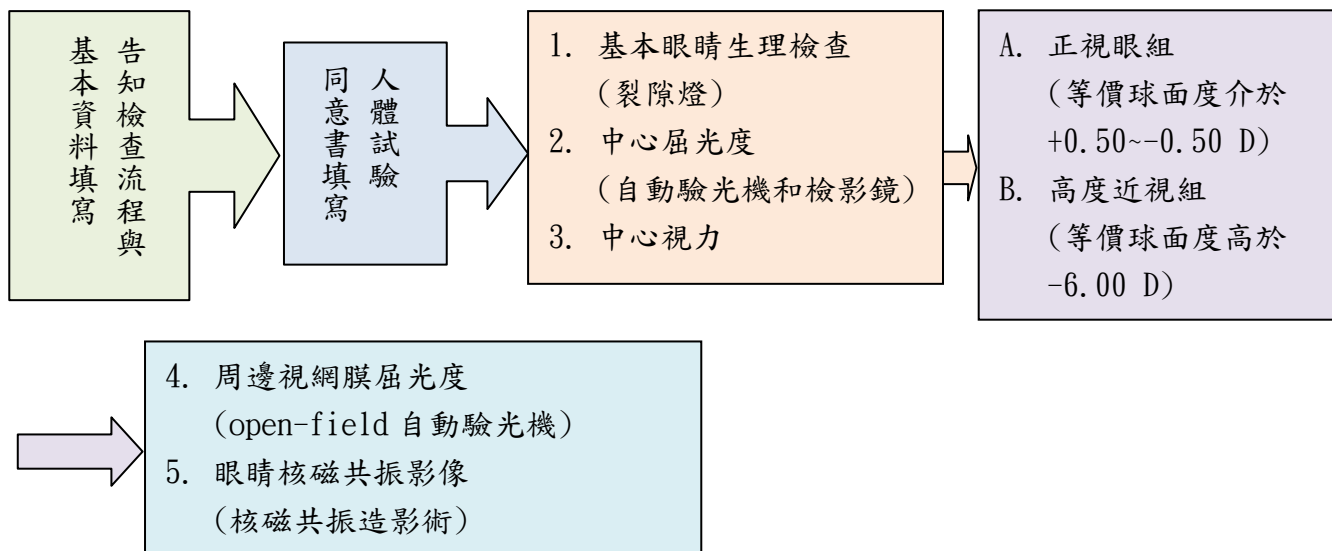 告知檢查流程與
基本資料填寫
人體試驗
同意書填寫
1. 基本眼睛生理檢查
(裂隙燈)
2. 中心屈光度
(自動驗光機和檢影鏡)
3. 中心視力
A. 正視眼組
(等價球面度介於
+0.50~-0.50 D)
B. 高度近視組
(等價球面度高於
-6.00 D)
4. 周邊視網膜屈光度
(open-field 自動驗光機)
5. 眼睛核磁共振影像
(核磁共振造影術)